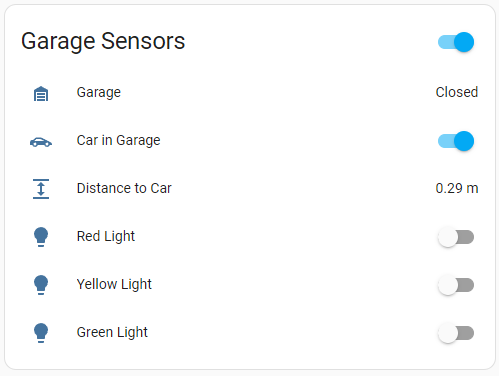 Garage Sensors
Garage Closed
Car in Garage
Distance to Car 0.29 m
Red Light
Yellow Light
Green Light